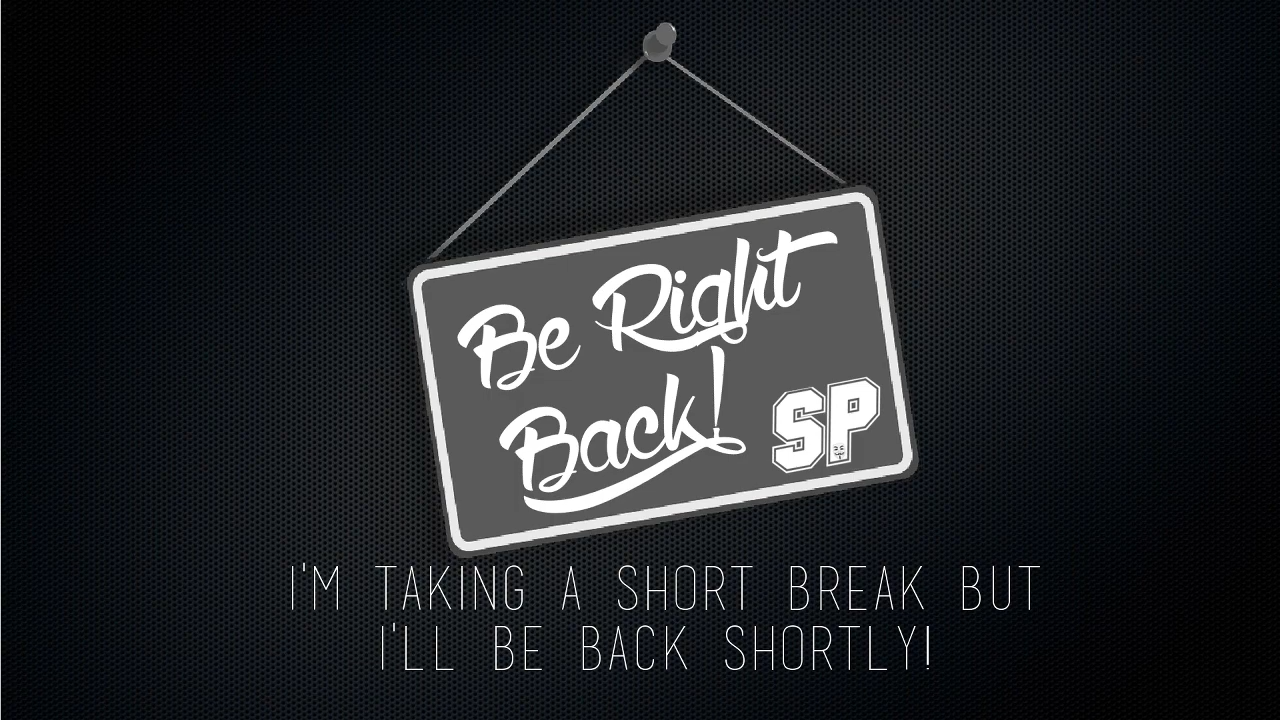 Be Right
Back!
SP
I'M TAKING A SHORT BREAK BUT
I'LL BE BACK SHORTLY!